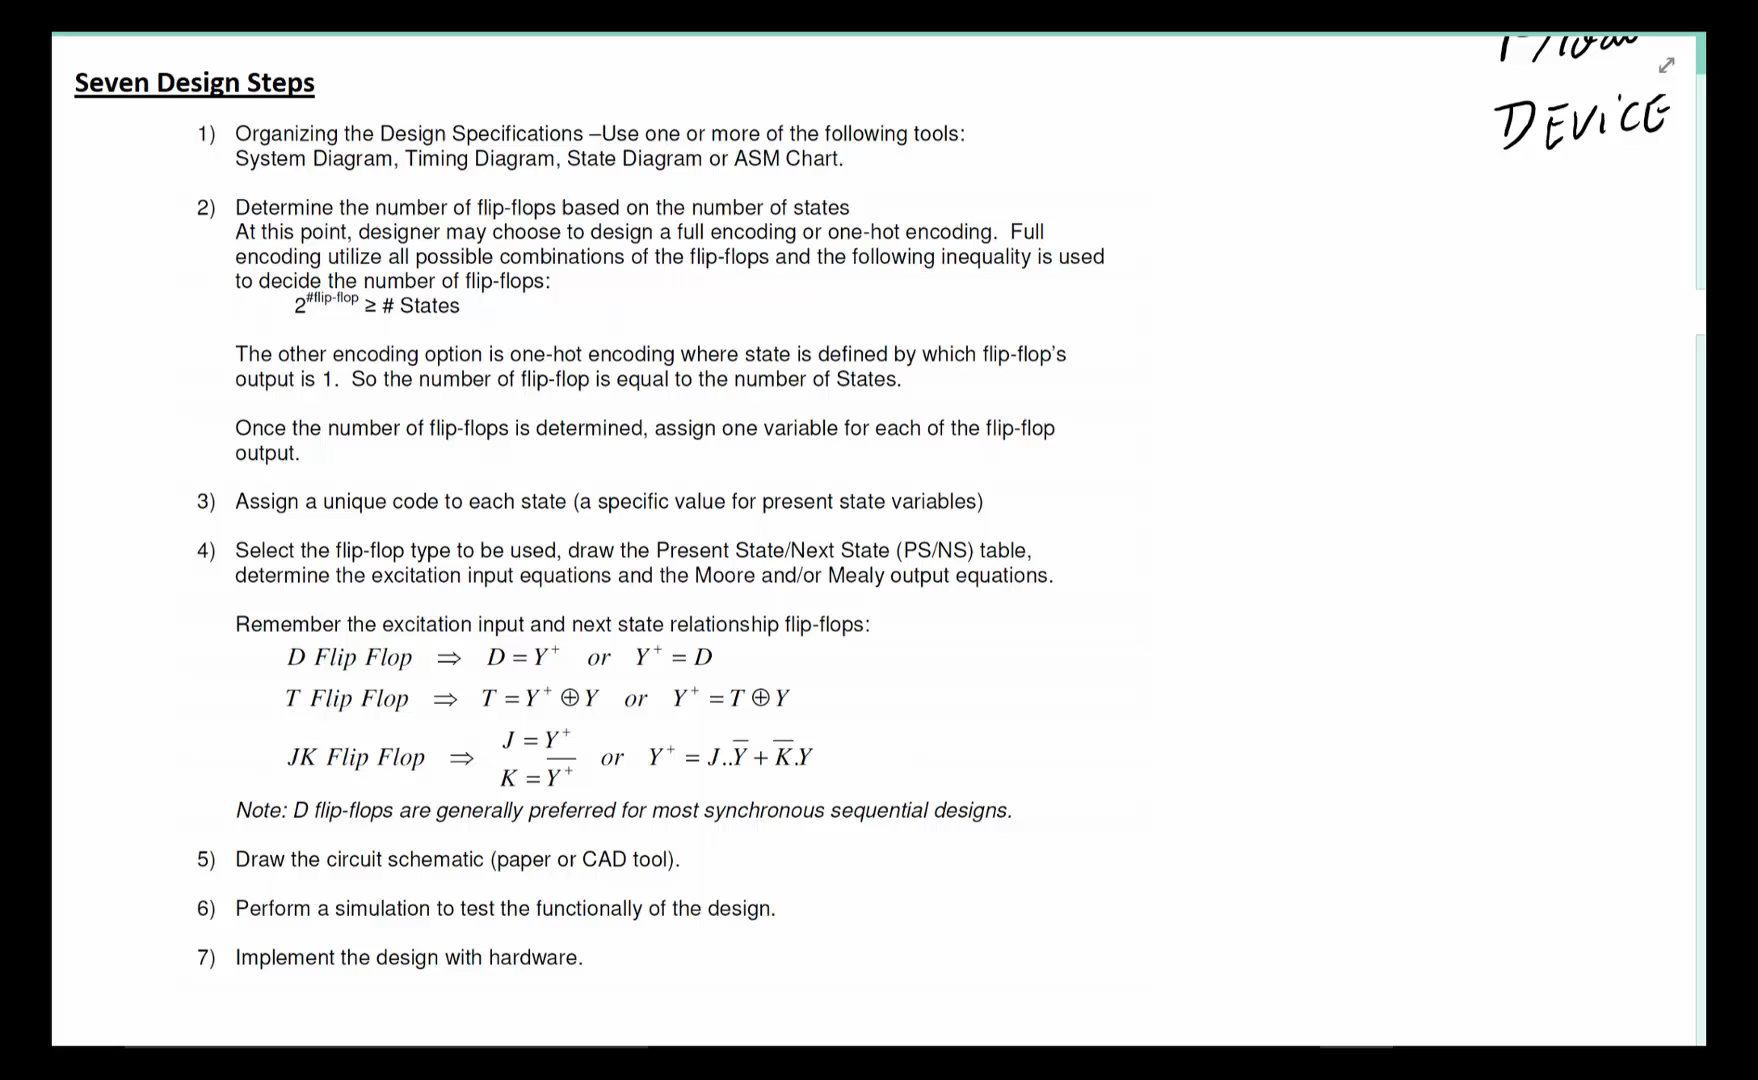 Seven Design Steps
DEVICE
1) Organizing the Design Specifications –Use one or more of the following tools:
System Diagram, Timing Diagram, State Diagram or ASM Chart.
2) Determine the number of flip-flops based on the number of states
At this point, designer may choose to design a full encoding or one-hot encoding. Full
encoding utilize all possible combinations of the flip-flops and the following inequality is used
to decide the number of flip-flops:
2^#flip-flop ≥ # States
The other encoding option is one-hot encoding where state is defined by which flip-flop's
output is 1. So the number of flip-flop is equal to the number of States.
Once the number of flip-flops is determined, assign one variable for each of the flip-flop
output.
3) Assign a unique code to each state (a specific value for present state variables)
4) Select the flip-flop type to be used, draw the Present State/Next State (PS/NS) table,
determine the excitation input equations and the Moore and/or Mealy output equations.
Remember the excitation input and next state relationship flip-flops:
D Flip Flop ⇒ D = Y⁺ or Y⁺ = D
T Flip Flop ⇒ T = Y⁺ ⊕ Y or Y⁺ = T ⊕ Y
J = Y⁺
JK Flip Flop ⇒ or Y⁺ = J..Y̅ + K̅.Y
K = Y̅⁺
Note: D flip-flops are generally preferred for most synchronous sequential designs.
5) Draw the circuit schematic (paper or CAD tool).
6) Perform a simulation to test the functionally of the design.
7) Implement the design with hardware.